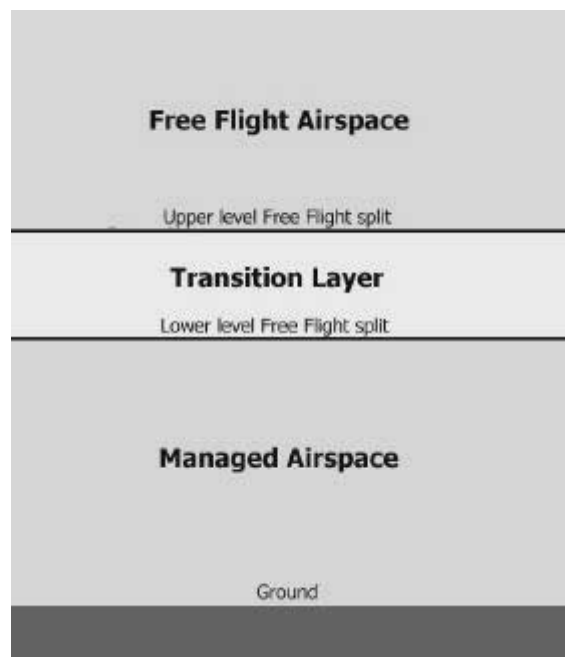 Free Flight Airspace
Upper level Free Flight split
Transition Layer
Lower level Free Flight split
Managed Airspace
Ground